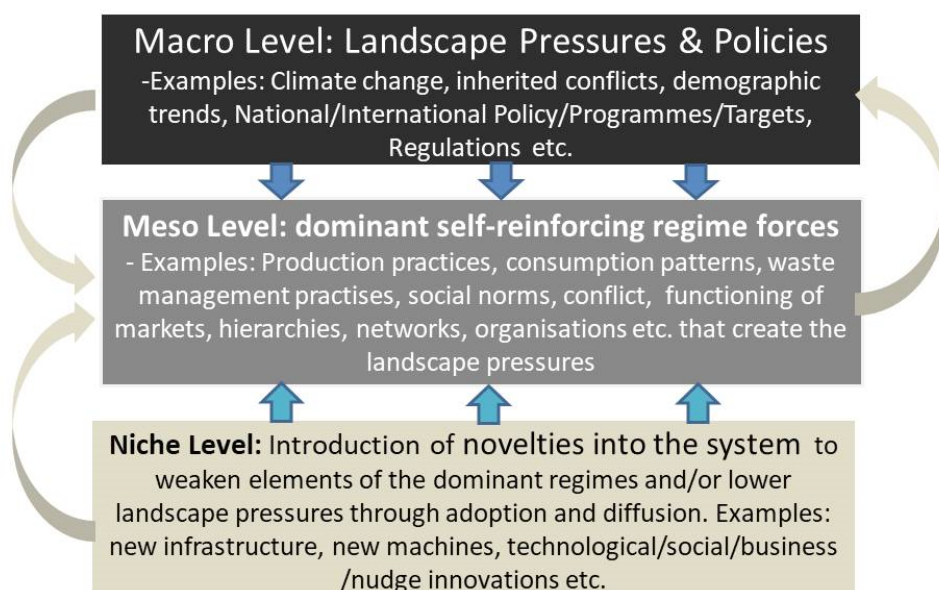 Macro Level: Landscape Pressures & Policies
-Examples: Climate change, inherited conflicts, demographic
trends, National/International Policy/Programmes/Targets,
Regulations etc.
Meso Level: dominant self-reinforcing regime forces
- Examples: Production practices, consumption patterns, waste
management practises, social norms, conflict, functioning of
markets, hierarchies, networks, organisations etc. that create the
landscape pressures
Niche Level: Introduction of novelties into the system to
weaken elements of the dominant regimes and/or lower
landscape pressures through adoption and diffusion. Examples:
new infrastructure, new machines, technological/social/business
/nudge innovations etc.